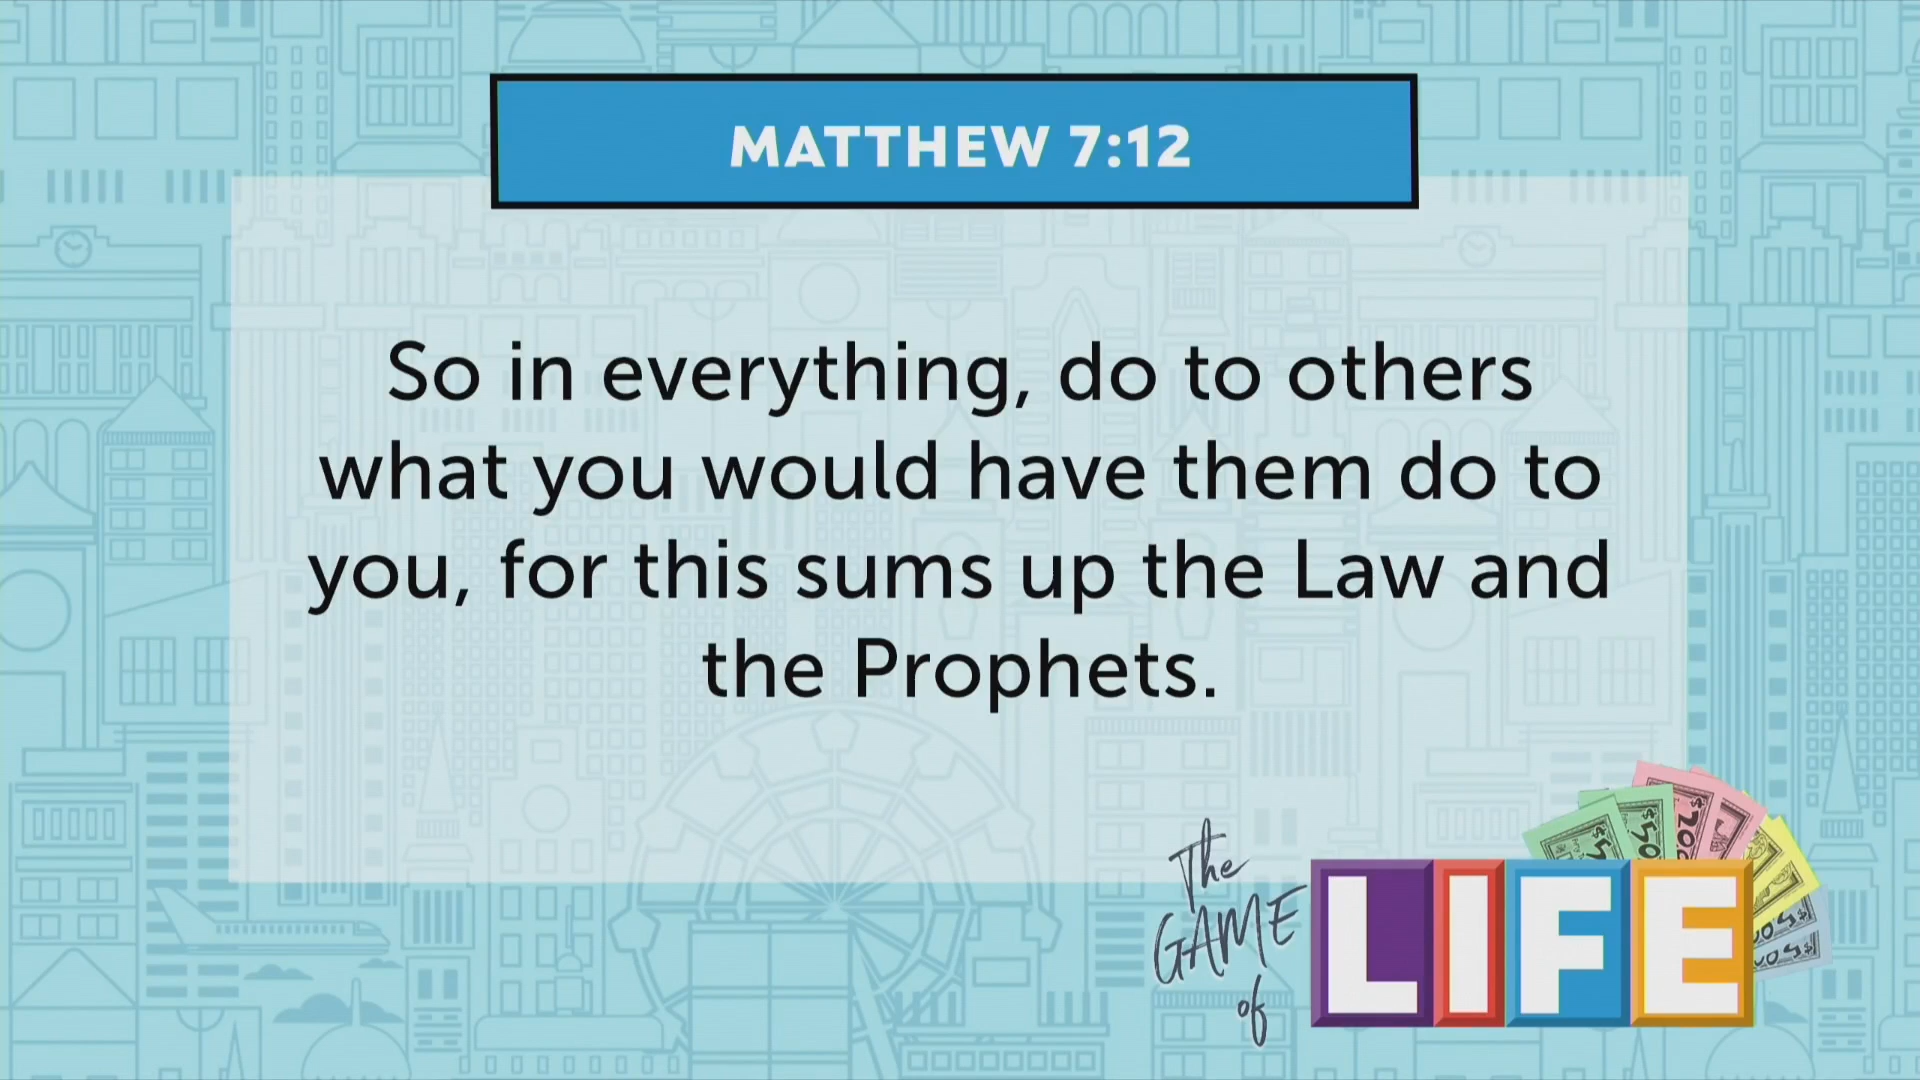 MATTHEW 7:12
So in everything, do to others
what you would have them do to
you, for this sums up the Law and
the Prophets.
The
GAME
of
LIFE